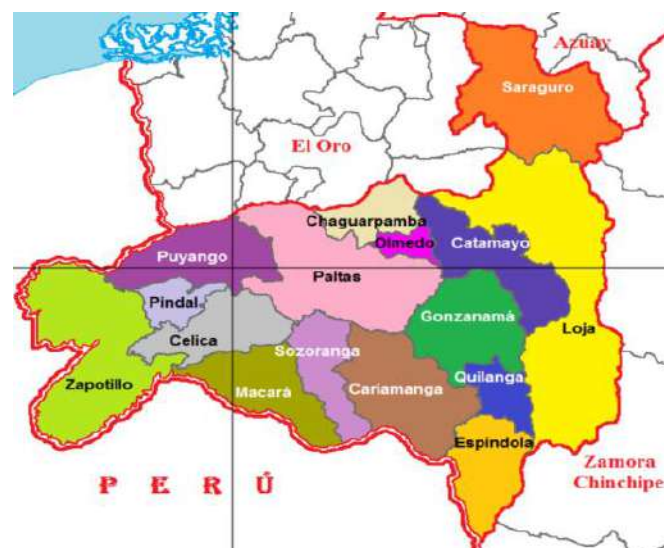 Azuay
Saraguro
El Oro
Chaguarpamba
Olmedo
Catamayo
Puyango
Paltas
Pindal
Gonzanamá
Loja
Celica
Sozoranga
Zapotillo
Macará
Cariamanga
Quilanga
Espíndola
Zamora
Chinchipe
P E R Ú